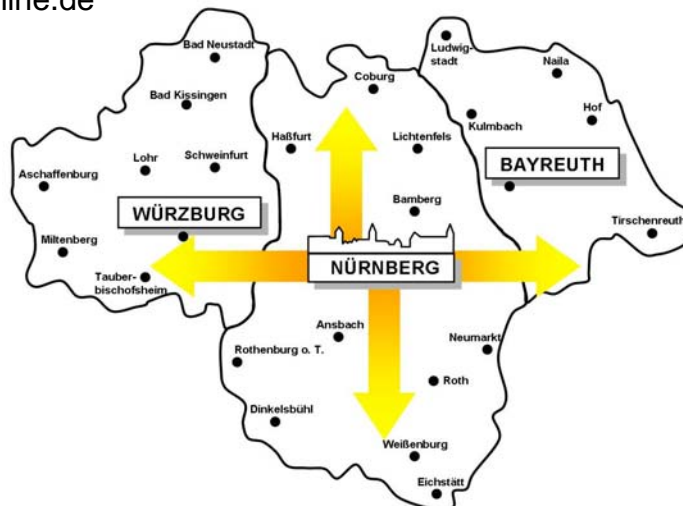 line.de
Bad Neustadt
Ludwig-
stadt
Naila
Coburg
Bad Kissingen
Hof
Kulmbach
Haßfurt
Lichtenfels
Lohr
Schweinfurt
BAYREUTH
Aschaffenburg
WÜRZBURG
Bamberg
Tirschenreuth
Miltenberg
NÜRNBERG
Tauber-
bischofsheim
Ansbach
Neumarkt
Rothenburg o. T.
Roth
Dinkelsbühl
Weißenburg
Eichstätt